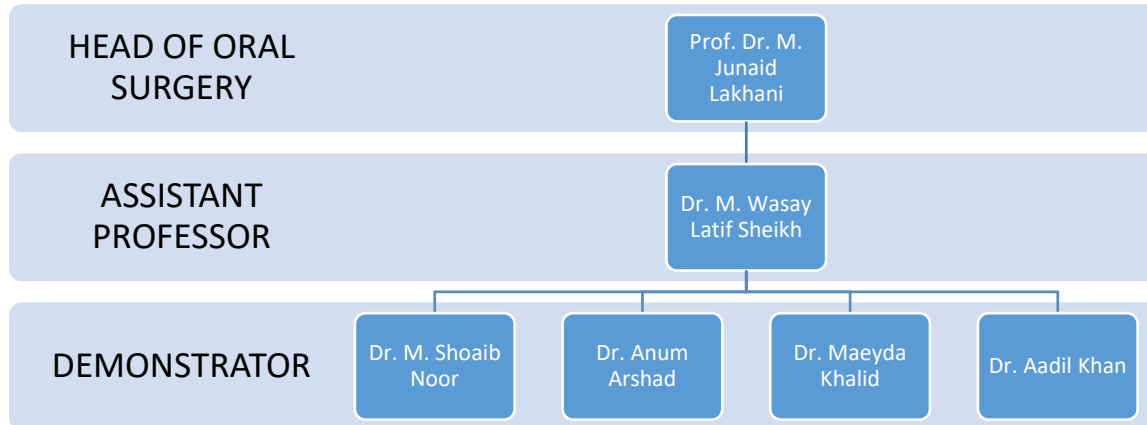 HEAD OF ORAL
SURGERY
Prof. Dr. M.
Junaid
Lakhani
ASSISTANT
PROFESSOR
Dr. M. Wasay
Latif Sheikh
DEMONSTRATOR
Dr. M. Shoaib
Noor
Dr. Anum
Arshad
Dr. Maeyda
Khalid
Dr. Aadil Khan